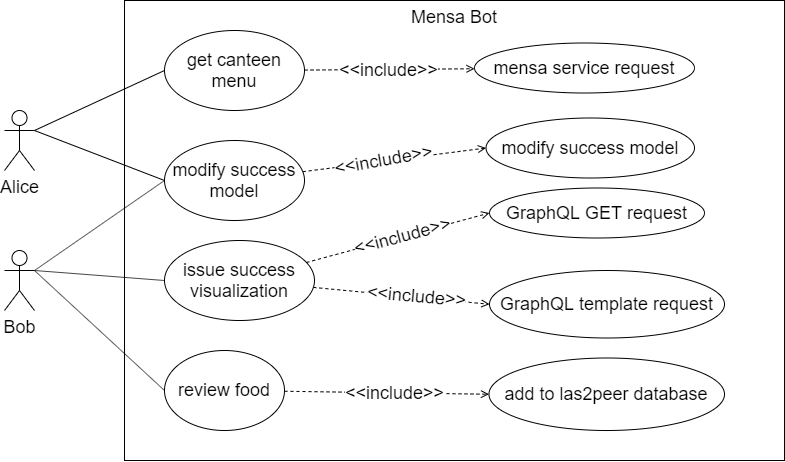 Mensa Bot
get canteen
menu
<<include>>
mensa service request
Alice
modify success
model
<<include>>
modify success model
Bob
issue success
visualization
<<include>>
GraphQL GET request
<<include>>
GraphQL template request
review food
<<include>>
add to las2peer database